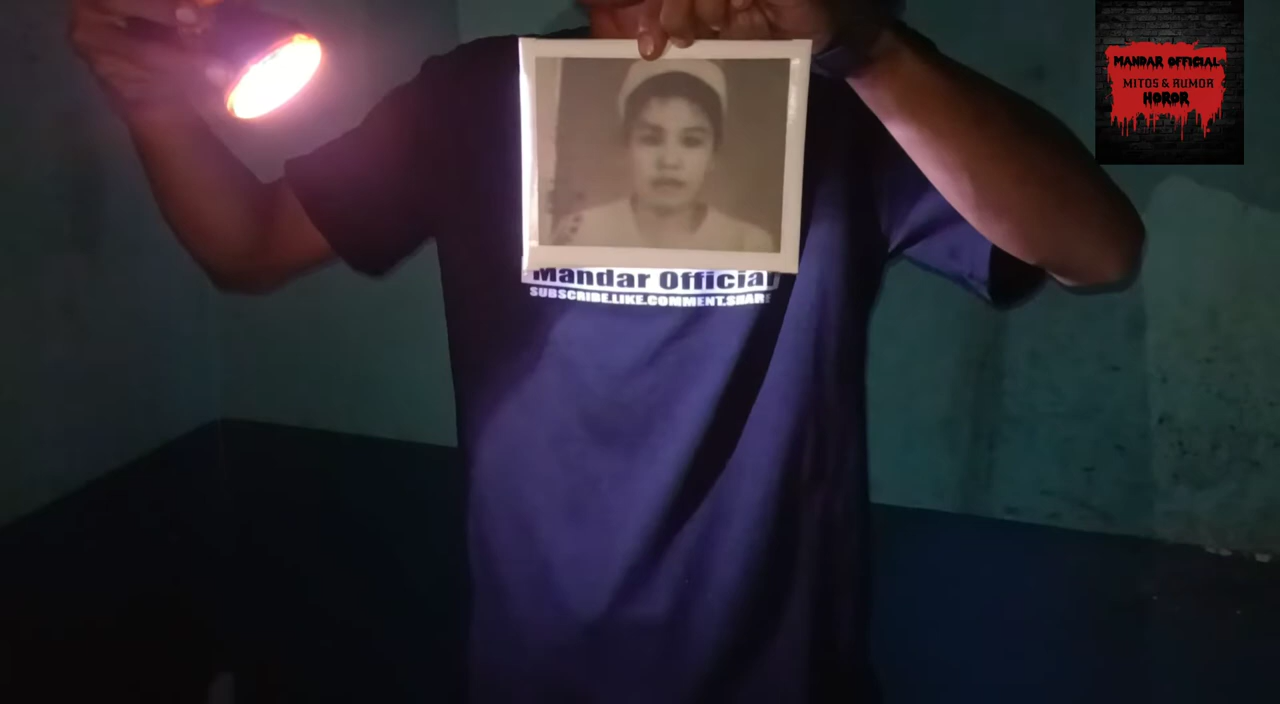 MANDAR OFFICIAL
MITOS & RUMOR
HOROR
Mandar Official
SUBSCRIBE.LIKE.COMMENT.SHARE